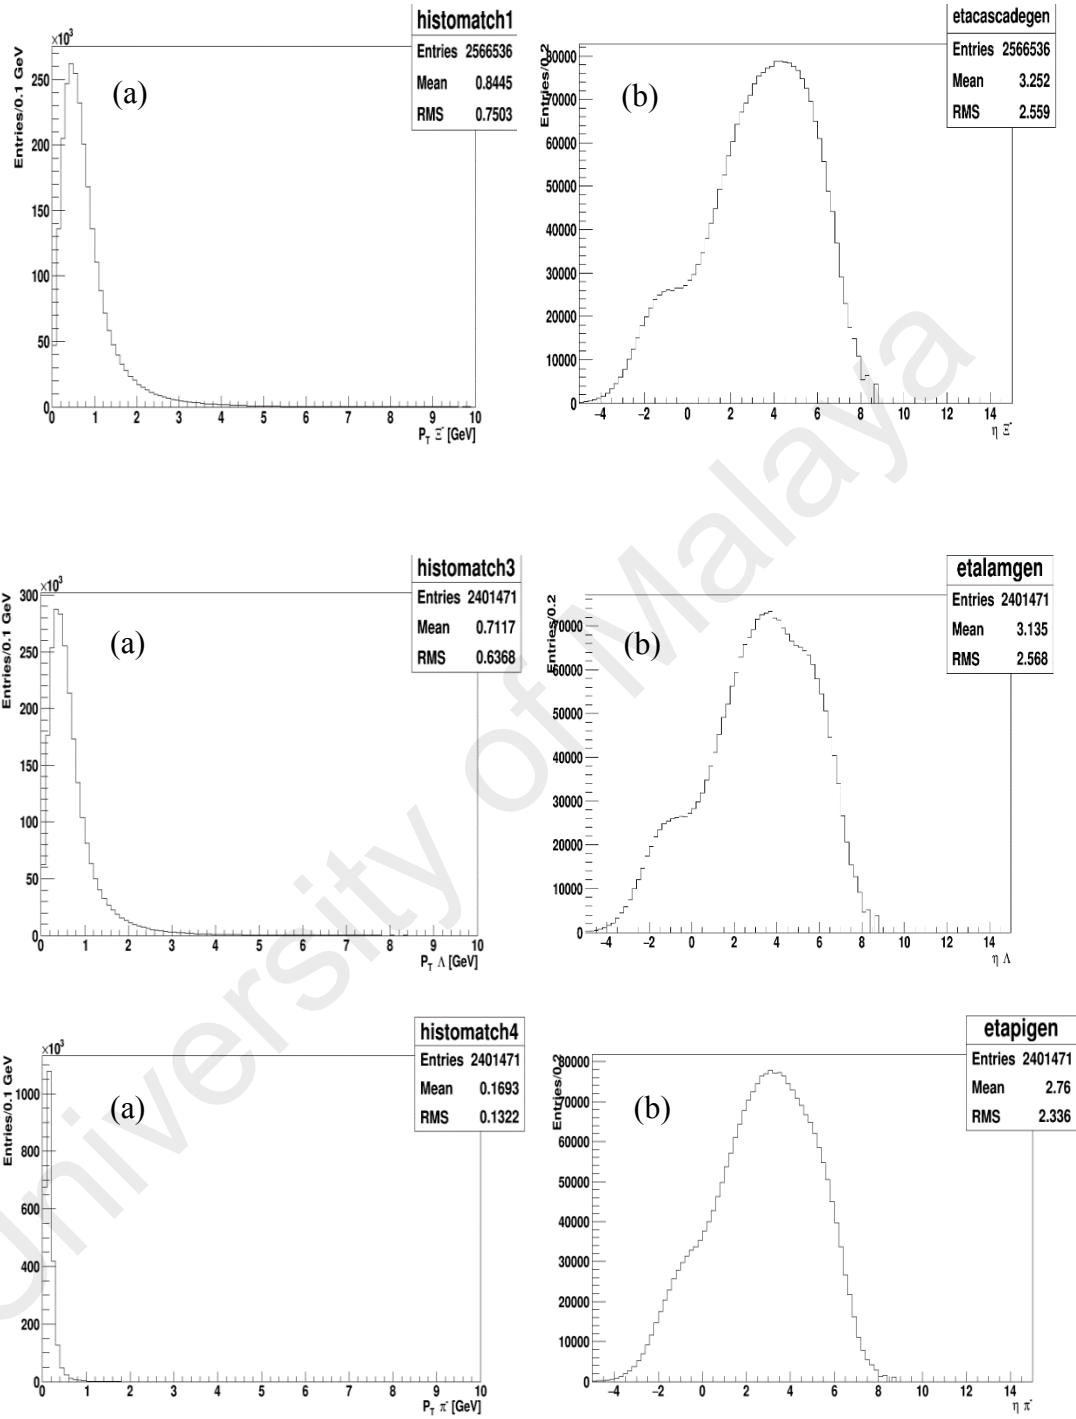 histomatch1
Entries 2566536
Mean 0.8445
RMS 0.7503
×10³
Entries/0.1 GeV
250
200
150
100
50
0
(a)
0 1 2 3 4 5 6 7 8 9 10
P_T Ξ⁻ [GeV]
etacascadegen
Entries 2566536
Mean 3.252
RMS 2.559
Entries/0.2
80000
70000
60000
50000
40000
30000
20000
10000
0
(b)
−4 −2 0 2 4 6 8 10 12 14
η Ξ⁻
histomatch3
Entries 2401471
Mean 0.7117
RMS 0.6368
×10³
Entries/0.1 GeV
300
250
200
150
100
50
0
(a)
0 1 2 3 4 5 6 7 8 9 10
P_T Λ [GeV]
etalamgen
Entries 2401471
Mean 3.135
RMS 2.568
Entries/0.2
70000
60000
50000
40000
30000
20000
10000
0
(b)
−4 −2 0 2 4 6 8 10 12 14
η Λ
histomatch4
Entries 2401471
Mean 0.1693
RMS 0.1322
×10³
Entries/0.1 GeV
1000
800
600
400
200
0
(a)
0 1 2 3 4 5 6 7 8 9 10
P_T π⁻ [GeV]
etapigen
Entries 2401471
Mean 2.76
RMS 2.336
Entries/0.2
80000
70000
60000
50000
40000
30000
20000
10000
0
(b)
−4 −2 0 2 4 6 8 10 12 14
η π⁻
University of Malaya